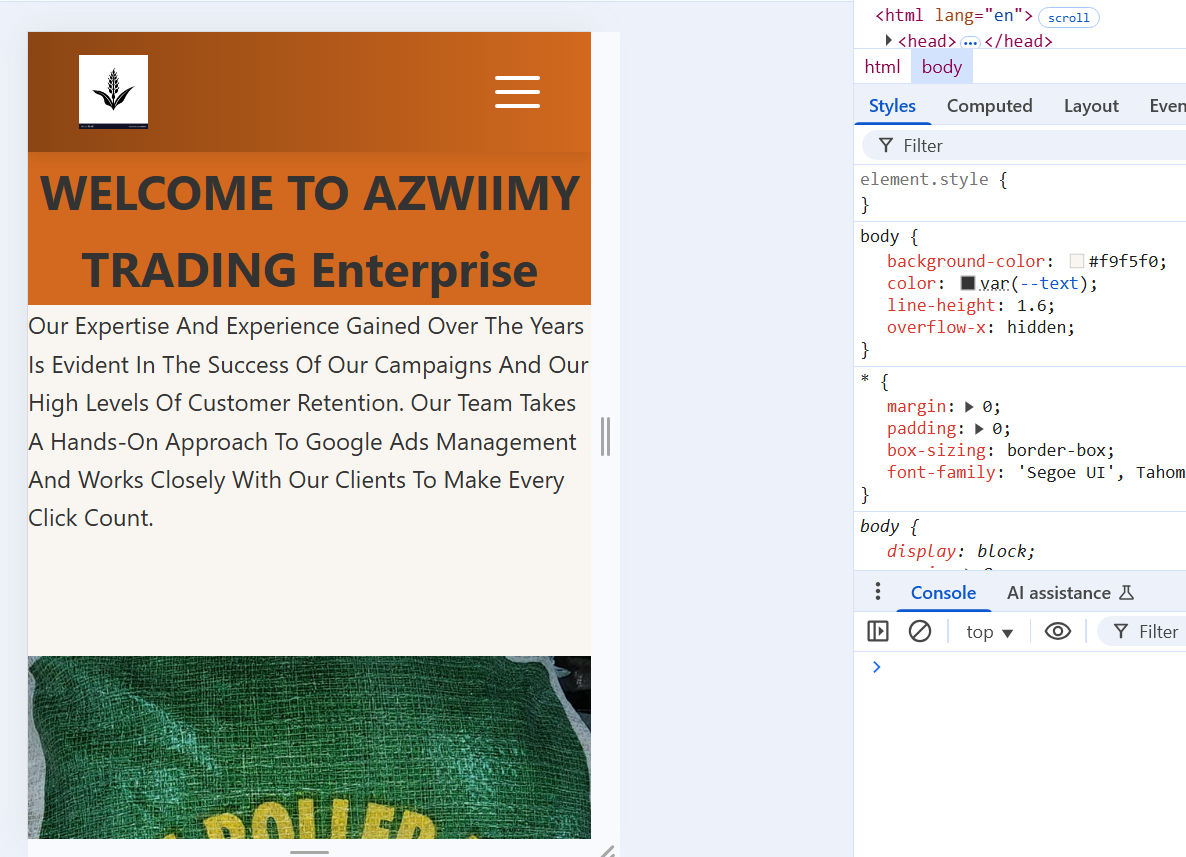 WELCOME TO AZWIIMY
TRADING Enterprise
Our Expertise And Experience Gained Over The Years
Is Evident In The Success Of Our Campaigns And Our
High Levels Of Customer Retention. Our Team Takes
A Hands-On Approach To Google Ads Management
And Works Closely With Our Clients To Make Every
Click Count.
ROLLER
<html lang="en"> scroll
<head> ••• </head>
html body
Styles Computed Layout Even
Filter
element.style {
}
body {
background-color: #f9f5f0;
color: var(--text);
line-height: 1.6;
overflow-x: hidden;
}
* {
margin: 0;
padding: 0;
box-sizing: border-box;
font-family: 'Segoe UI', Tahom
}
body {
display: block;
Console AI assistance
top Filter